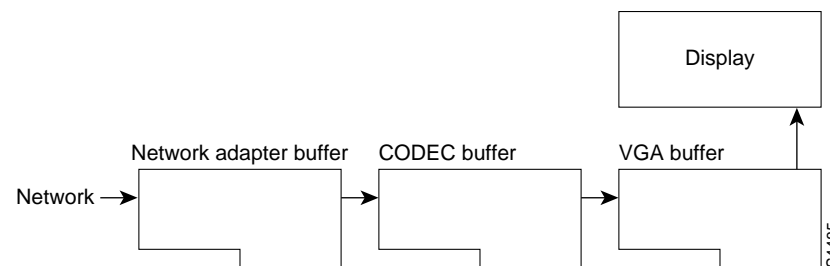 Display
Network adapter buffer
CODEC buffer
VGA buffer
Network